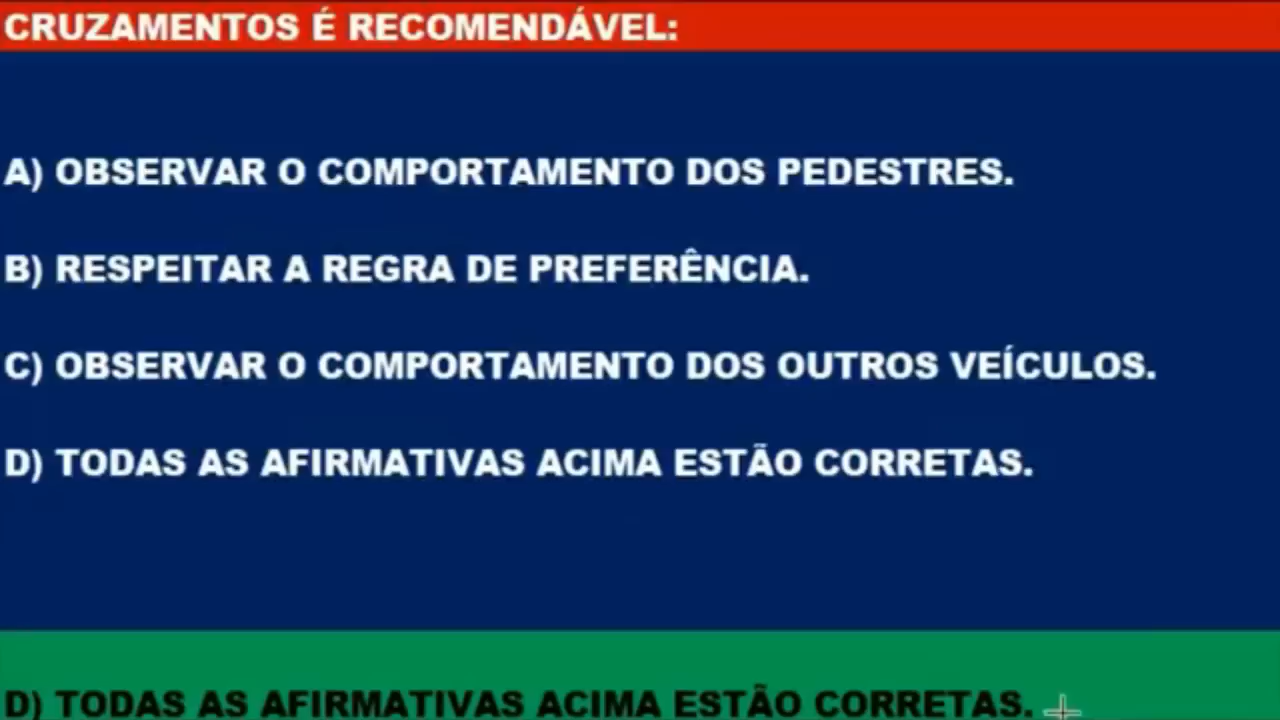 CRUZAMENTOS É RECOMENDÁVEL:
A) OBSERVAR O COMPORTAMENTO DOS PEDESTRES.
B) RESPEITAR A REGRA DE PREFERÊNCIA.
C) OBSERVAR O COMPORTAMENTO DOS OUTROS VEÍCULOS.
D) TODAS AS AFIRMATIVAS ACIMA ESTÃO CORRETAS.
D) TODAS AS AFIRMATIVAS ACIMA ESTÃO CORRETAS.